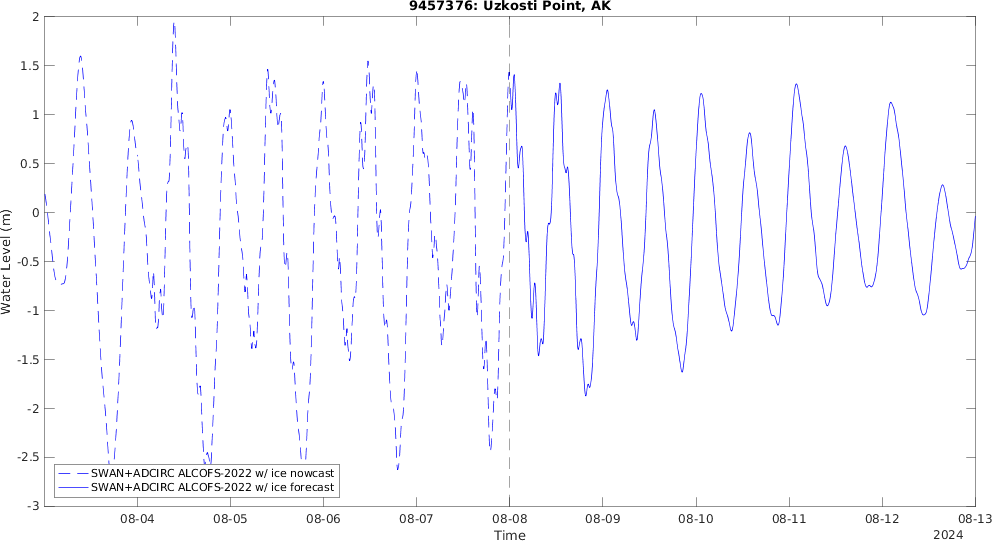 9457376: Uzkosti Point, AK
Water Level (m)
2
1.5
1
0.5
0
-0.5
-1
-1.5
-2
-2.5
-3
SWAN+ADCIRC ALCOFS-2022 w/ ice nowcast
SWAN+ADCIRC ALCOFS-2022 w/ ice forecast
08-04 08-05 08-06 08-07 08-08 08-09 08-10 08-11 08-12 08-13
Time
2024